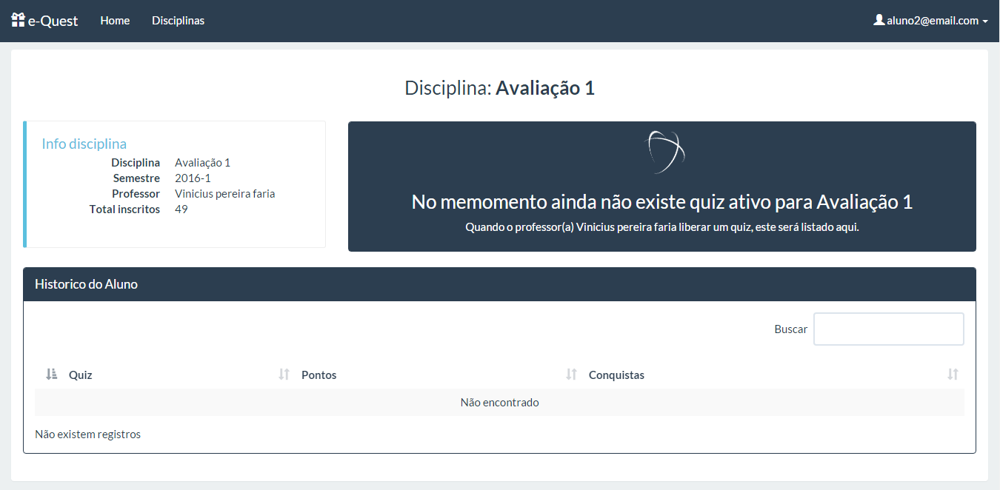 e-Quest Home Disciplinas aluno2@email.com
Disciplina: Avaliação 1
Info disciplina
Disciplina Avaliação 1
Semestre 2016-1
Professor Vinicius pereira faria
Total inscritos 49
No memomento ainda não existe quiz ativo para Avaliação 1
Quando o professor(a) Vinicius pereira faria liberar um quiz, este será listado aqui.
Historico do Aluno
Buscar
Quiz Pontos Conquistas
Não encontrado
Não existem registros